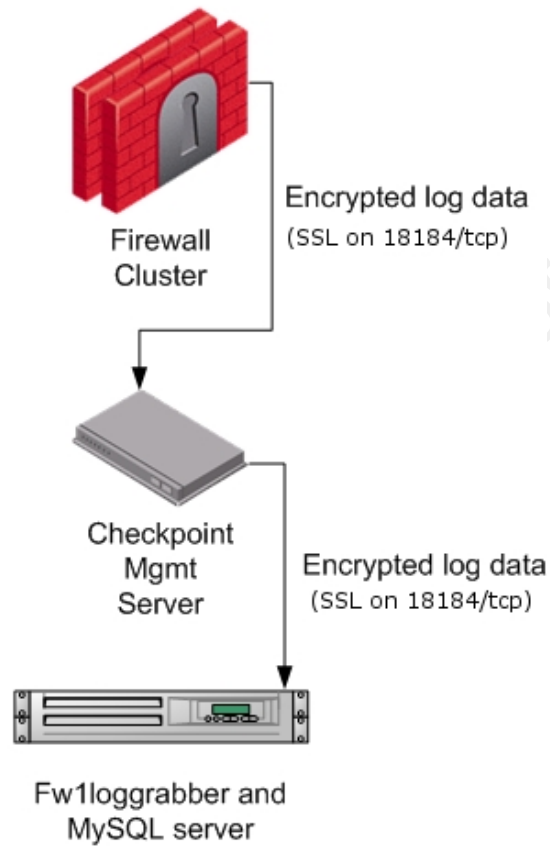 Encrypted log data
(SSL on 18184/tcp)
Firewall
Cluster
Checkpoint
Mgmt
Server
Encrypted log data
(SSL on 18184/tcp)
Fw1loggrabber and
MySQL server